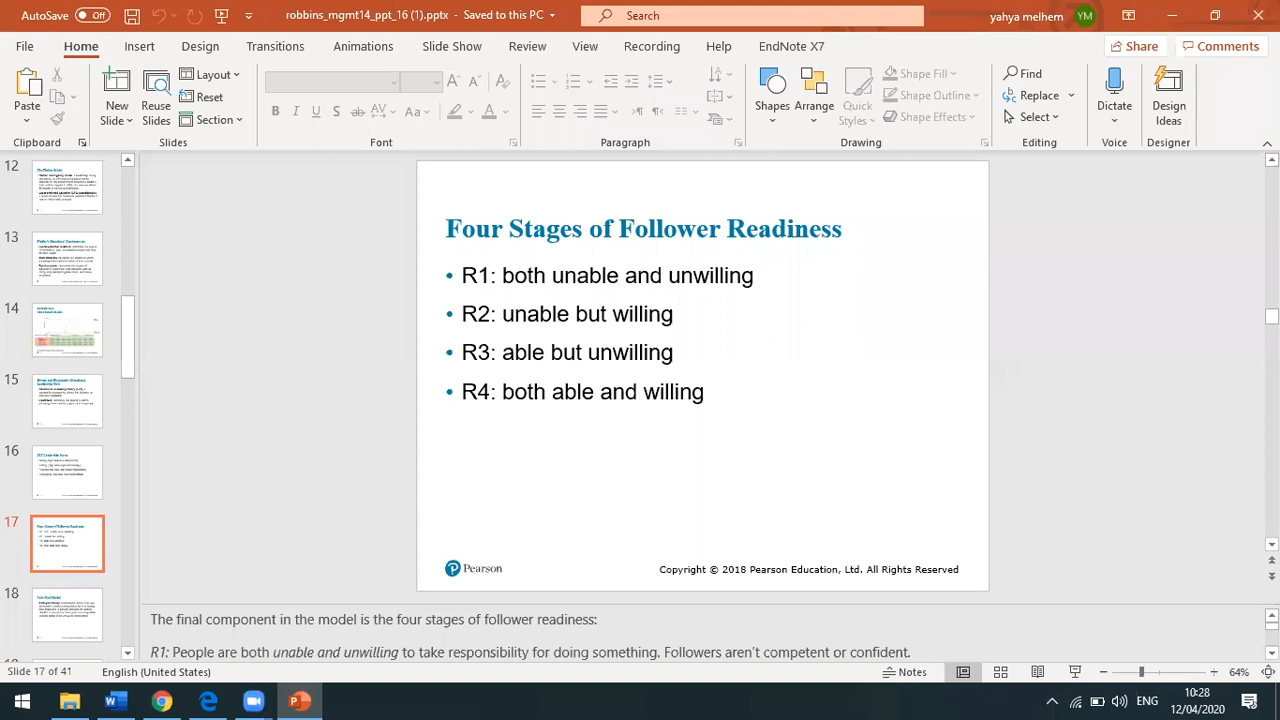 AutoSave Off robbins_mgmt14_ppt_16 (1).pptx - Saved to this PC Search yahya melhem YM
File Home Insert Design Transitions Animations Slide Show Review View Recording Help EndNote X7 Share Comments
Paste New Slide Reuse Slides Layout Reset Section
Shapes Arrange Quick Styles Shape Fill Shape Outline Shape Effects
Find Replace Select Dictate Design Ideas
Clipboard Slides Font Paragraph Drawing Editing Voice Designer
12
13
14
15
16
17
18
Four Stages of Follower Readiness
• R1: both unable and unwilling
• R2: unable but willing
• R3: able but unwilling
• R4: both able and willing
Pearson Copyright © 2018 Pearson Education, Ltd. All Rights Reserved
The final component in the model is the four stages of follower readiness:
R1: People are both unable and unwilling to take responsibility for doing something. Followers aren't competent or confident.
Slide 17 of 41 English (United States) Notes 64%
ENG 10:28
12/04/2020